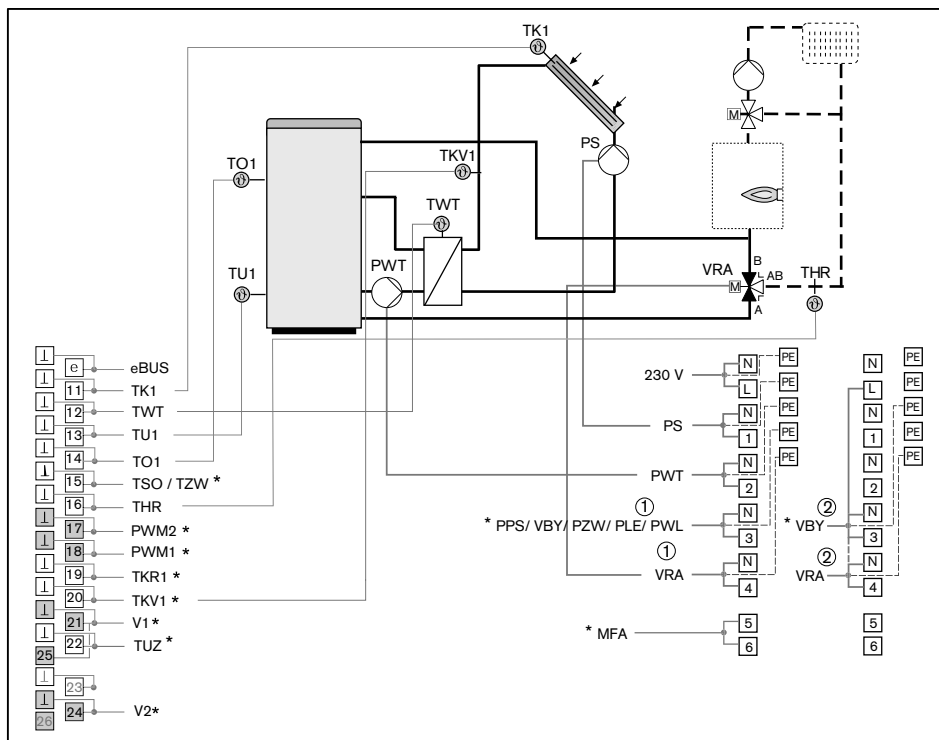 TK1
ϑ
M
PS
TKV1
ϑ
TO1
ϑ
TWT
ϑ
B
TU1
ϑ
PWT
VRA
M
AB
THR
ϑ
A
⊥
e eBUS
⊥
11 TK1
⊥
12 TWT
⊥
13 TU1
⊥
14 TO1
⊥
15 TSO / TZW *
⊥
16 THR
⊥
17 PWM2 *
⊥
18 PWM1 *
⊥
19 TKR1 *
⊥
20 TKV1 *
⊥
21 V1 *
⊥
22 TUZ *
25
⊥
23
⊥
24 V2 *
26
230 V N PE
L PE
PS N PE
1 PE
PWT N PE
2
①
* PPS/ VBY/ PZW/ PLE/ PWL N
3
①
VRA N
4
* MFA 5
6
N PE
L PE
N PE
1 PE
N PE
2
②
* VBY N
3
②
VRA N
4
5
6